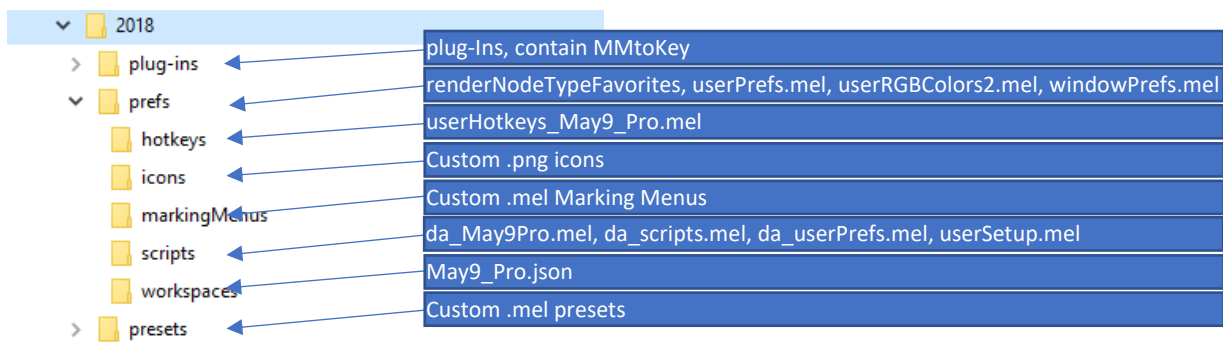 2018
plug-ins
plug-Ins, contain MMtoKey
prefs
renderNodeTypeFavorites, userPrefs.mel, userRGBColors2.mel, windowPrefs.mel
hotkeys
userHotkeys_May9_Pro.mel
icons
Custom .png icons
markingMenus
Custom .mel Marking Menus
scripts
da_May9Pro.mel, da_scripts.mel, da_userPrefs.mel, userSetup.mel
workspaces
May9_Pro.json
presets
Custom .mel presets